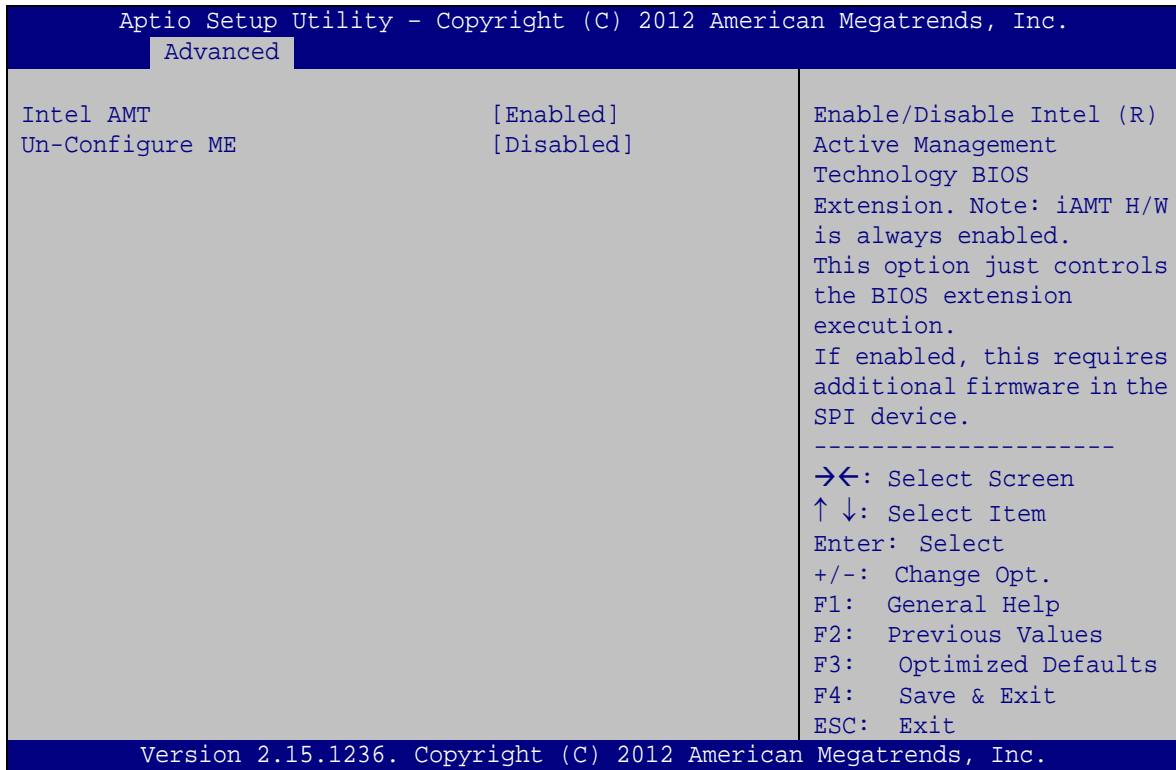 Aptio Setup Utility – Copyright (C) 2012 American Megatrends, Inc.
Advanced
Intel AMT [Enabled]
Un-Configure ME [Disabled]
Enable/Disable Intel (R)
Active Management
Technology BIOS
Extension. Note: iAMT H/W
is always enabled.
This option just controls
the BIOS extension
execution.
If enabled, this requires
additional firmware in the
SPI device.
---------------------
→←: Select Screen
↑ ↓: Select Item
Enter: Select
+/-: Change Opt.
F1: General Help
F2: Previous Values
F3: Optimized Defaults
F4: Save & Exit
ESC: Exit
Version 2.15.1236. Copyright (C) 2012 American Megatrends, Inc.